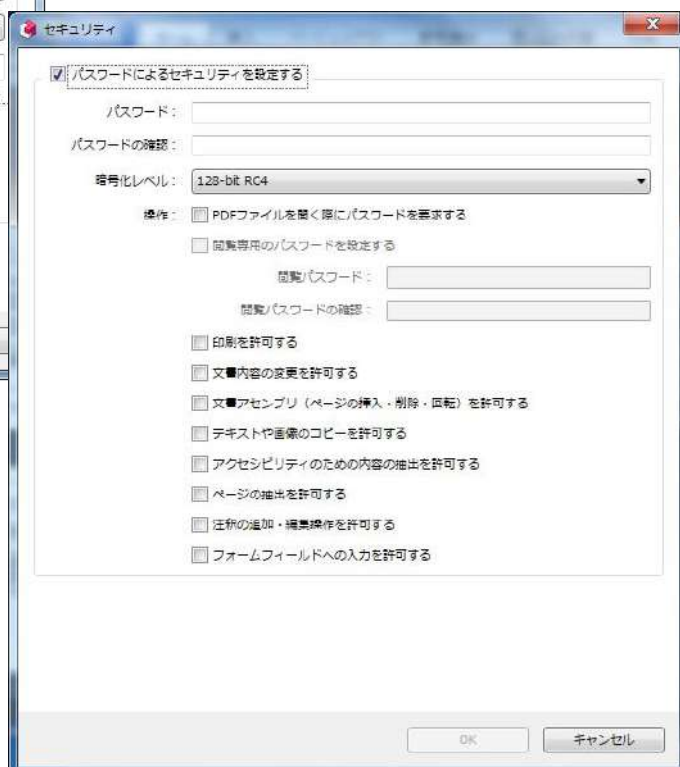 セキュリティ
パスワードによるセキュリティを設定する
パスワード：
パスワードの確認：
暗号化レベル： 128-bit RC4
操作： PDFファイルを開く際にパスワードを要求する
閲覧専用のパスワードを設定する
閲覧パスワード：
閲覧パスワードの確認：
印刷を許可する
文書内容の変更を許可する
文書アセンブリ（ページの挿入・削除・回転）を許可する
テキストや画像のコピーを許可する
アクセシビリティのための内容の抽出を許可する
ページの抽出を許可する
注釈の追加・編集操作を許可する
フォームフィールドへの入力を許可する
OK キャンセル